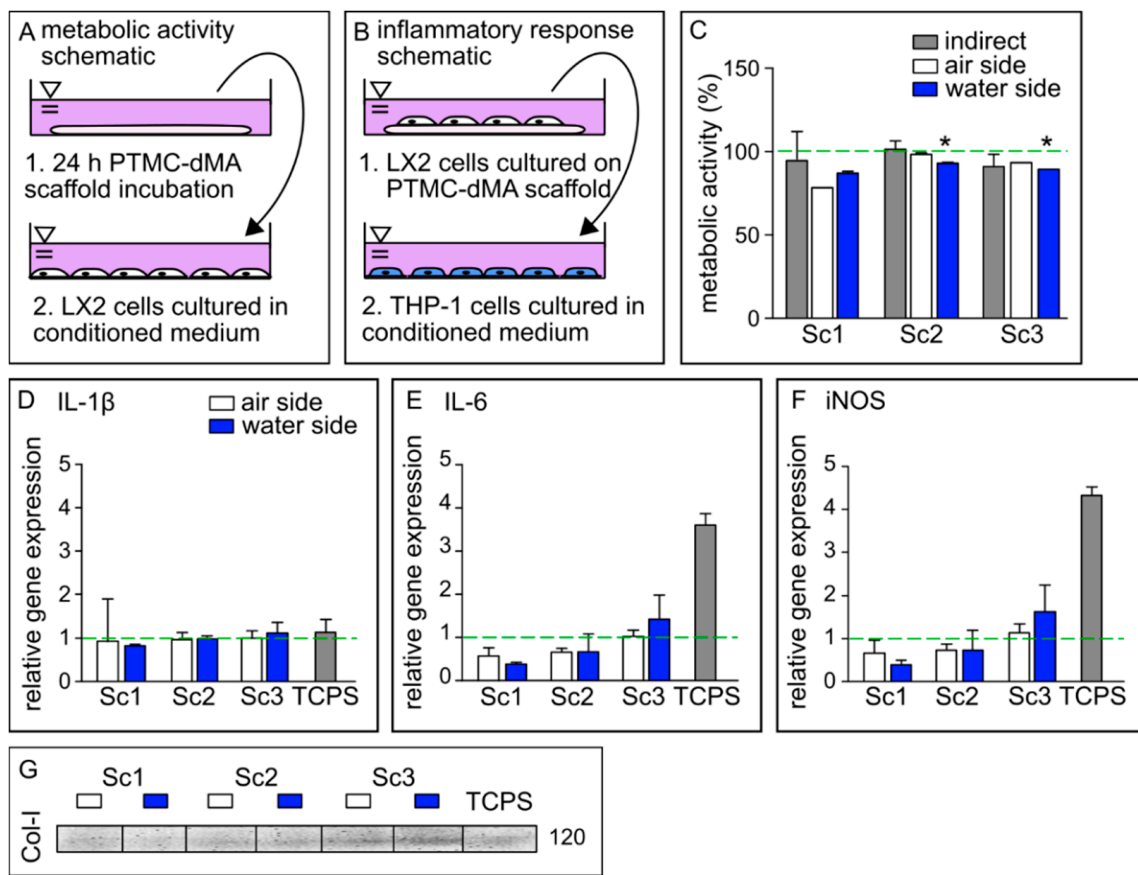 A metabolic activity
schematic
1. 24 h PTMC-dMA
scaffold incubation
2. LX2 cells cultured in
conditioned medium
B inflammatory response
schematic
1. LX2 cells cultured on
PTMC-dMA scaffold
2. THP-1 cells cultured in
conditioned medium
C
indirect
air side
water side
metabolic activity (%)
150
100
50
0
* *
Sc1 Sc2 Sc3
D IL-1β
air side
water side
relative gene expression
5
4
3
2
1
0
Sc1 Sc2 Sc3 TCPS
E IL-6
relative gene expression
5
4
3
2
1
0
Sc1 Sc2 Sc3 TCPS
F iNOS
relative gene expression
5
4
3
2
1
0
Sc1 Sc2 Sc3 TCPS
G
Sc1 Sc2 Sc3
TCPS
Col-I
120